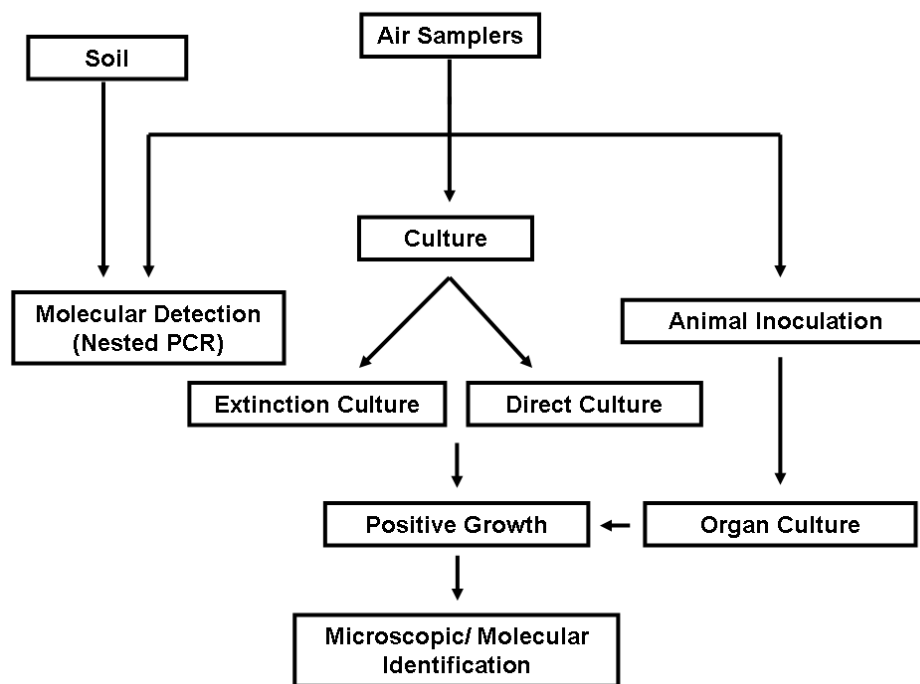 Air Samplers
Soil
Culture
Molecular Detection
(Nested PCR)
Animal Inoculation
Extinction Culture
Direct Culture
Positive Growth
Organ Culture
Microscopic/ Molecular
Identification